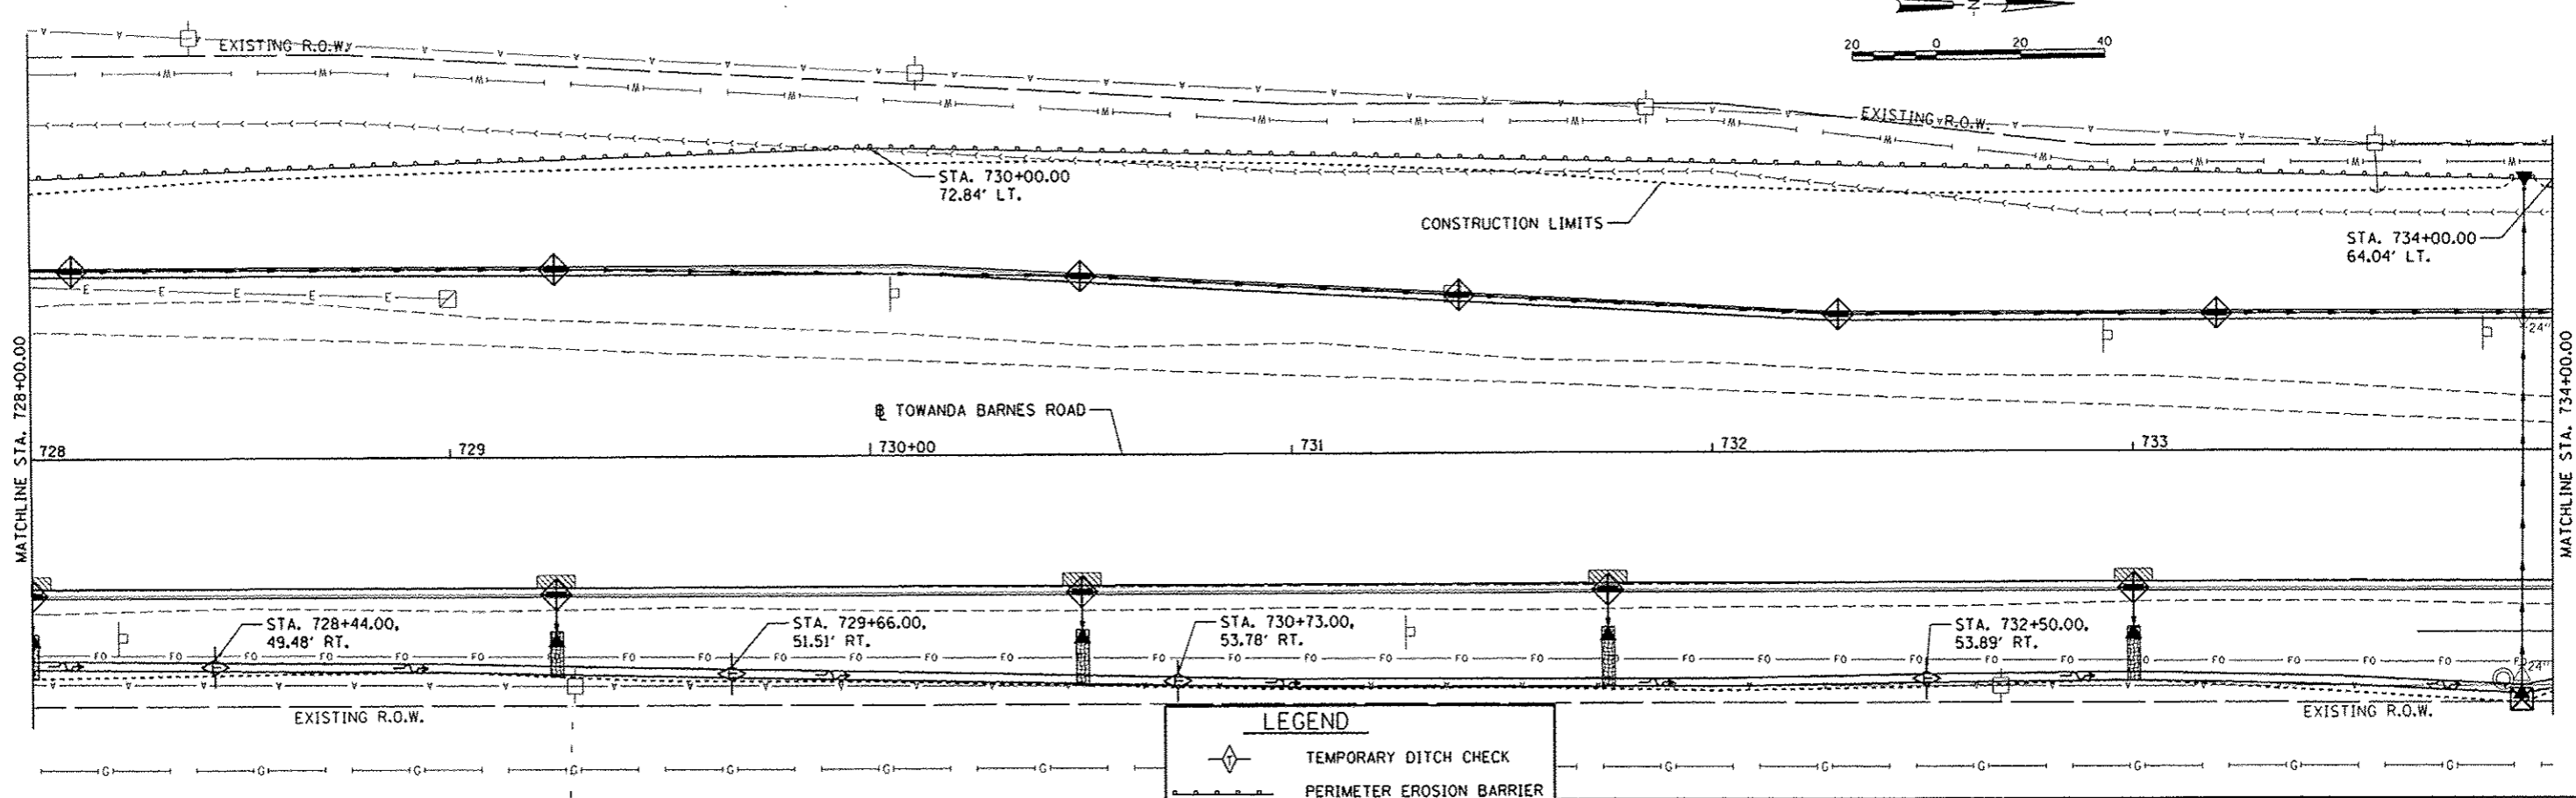 N
20 0 20 40
EXISTING R.O.W.
EXISTING R.O.W.
STA. 730+00.00
72.84' LT.
CONSTRUCTION LIMITS
STA. 734+00.00
64.04' LT.
E E E E E
24"
MATCHLINE STA. 728+00.00
MATCHLINE STA. 734+00.00
℄ TOWANDA BARNES ROAD
728 729 730+00 731 732 733
STA. 728+44.00,
49.48' RT.
STA. 729+66.00,
51.51' RT.
STA. 730+73.00,
53.78' RT.
STA. 732+50.00,
53.89' RT.
24"
EXISTING R.O.W.
EXISTING R.O.W.
LEGEND
TEMPORARY DITCH CHECK
PERIMETER EROSION BARRIER